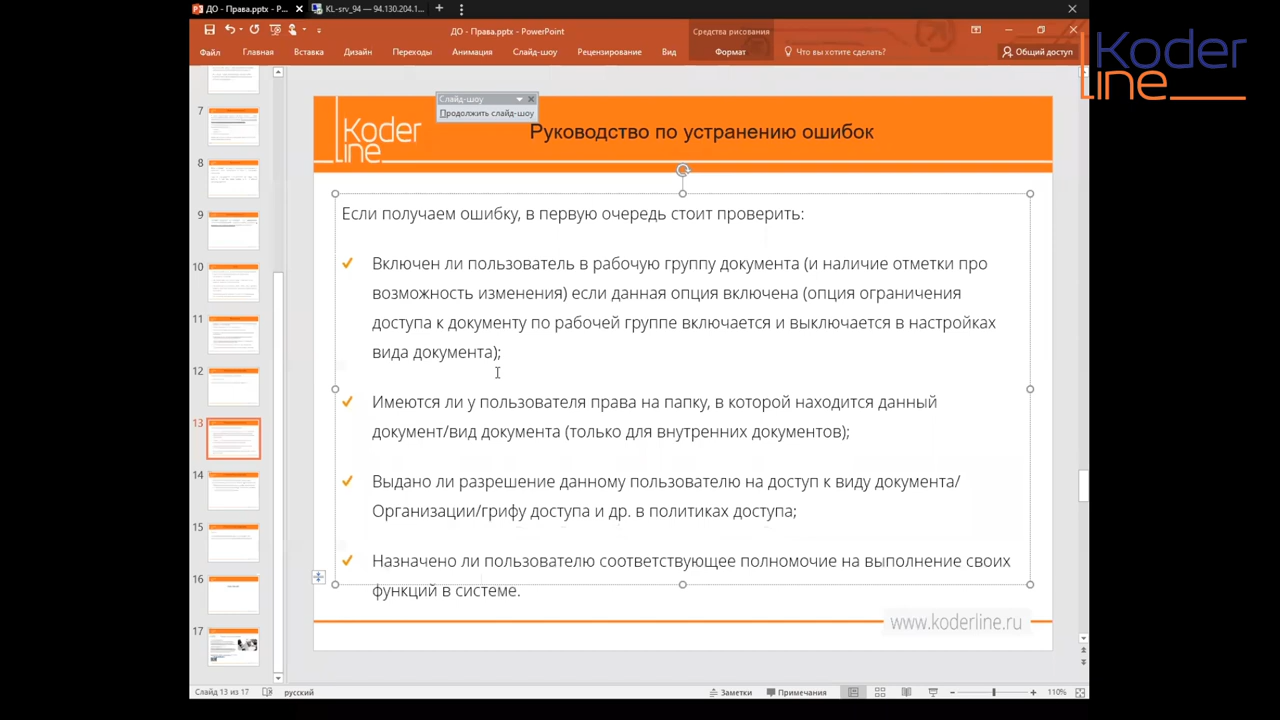 ДО - Права.pptx - P...
KL-srv_94 — 94.130.204.1...
ДО - Права.pptx - PowerPoint
Средства рисования
Файл Главная Вставка Дизайн Переходы Анимация Слайд-шоу Рецензирование Вид Формат Что вы хотите сделать? Общий доступ
Koder
line
Слайд-шоу
Продолжить слайд-шоу
Koder
line
Руководство по устранению ошибок
Если получаем ошибку, в первую очередь стоит проверить:
Включен ли пользователь в рабочую группу документа (и наличие отметки про
возможность изменения) если данная опция включена (опция ограничения
доступа к документу по рабочей группе включается и выключается в настройках
вида документа);
Имеются ли у пользователя права на папку, в которой находится данный
документ/вид документа (только для внутренних документов);
Выдано ли разрешение данному пользователю на доступ к виду документа/
Организации/грифу доступа и др. в политиках доступа;
Назначено ли пользователю соответствующее полномочие на выполнение своих
функций в системе.
www.koderline.ru
7
8
9
10
11
12
13
14
15
16
17
Слайд 13 из 17 русский Заметки Примечания 110%